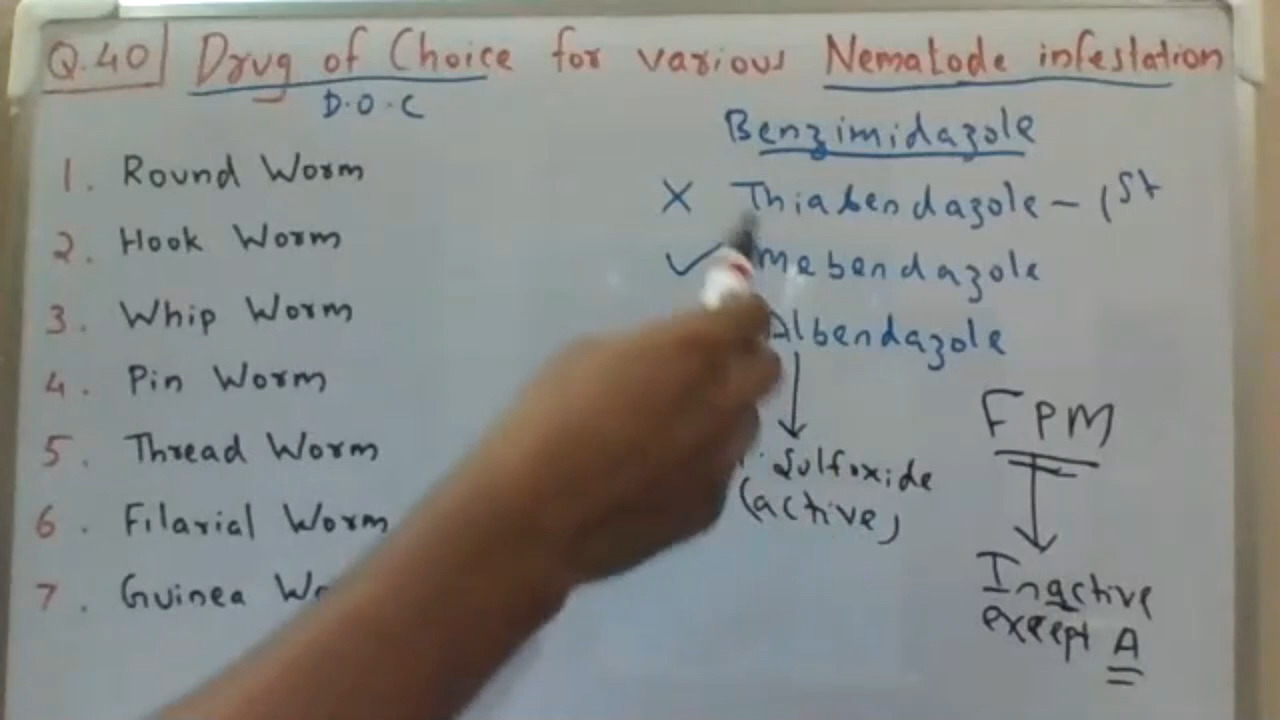 Q.40 Drug of Choice for various Nematode infestation
D.O.C
1. Round Worm
2. Hook Worm
3. Whip Worm
4. Pin Worm
5. Thread Worm
6. Filarial Worm
7. Guinea
Benzimidazole
X Thiabendazole – 1st
✓ Mebendazole
Albendazole
Sulfoxide
(active)
FPM
Inactive
except A